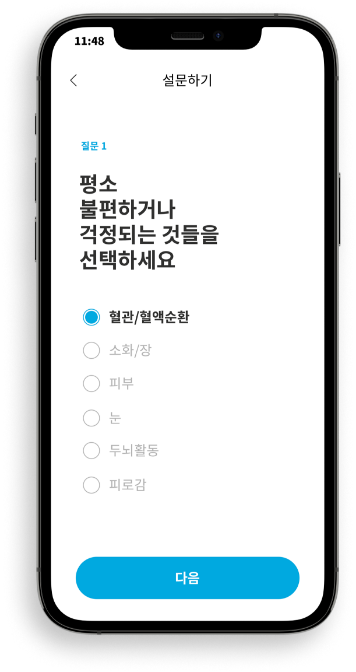 11:48
설문하기
질문 1
평소
불편하거나
걱정되는 것들을
선택하세요
혈관/혈액순환
소화/장
피부
눈
두뇌활동
피로감
다음